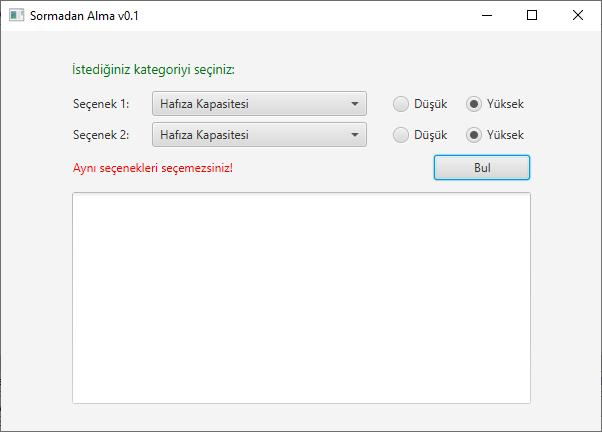 Sormadan Alma v0.1
İstediğiniz kategoriyi seçiniz:
Seçenek 1: Hafıza Kapasitesi Düşük Yüksek
Seçenek 2: Hafıza Kapasitesi Düşük Yüksek
Aynı seçenekleri seçemezsiniz! Bul